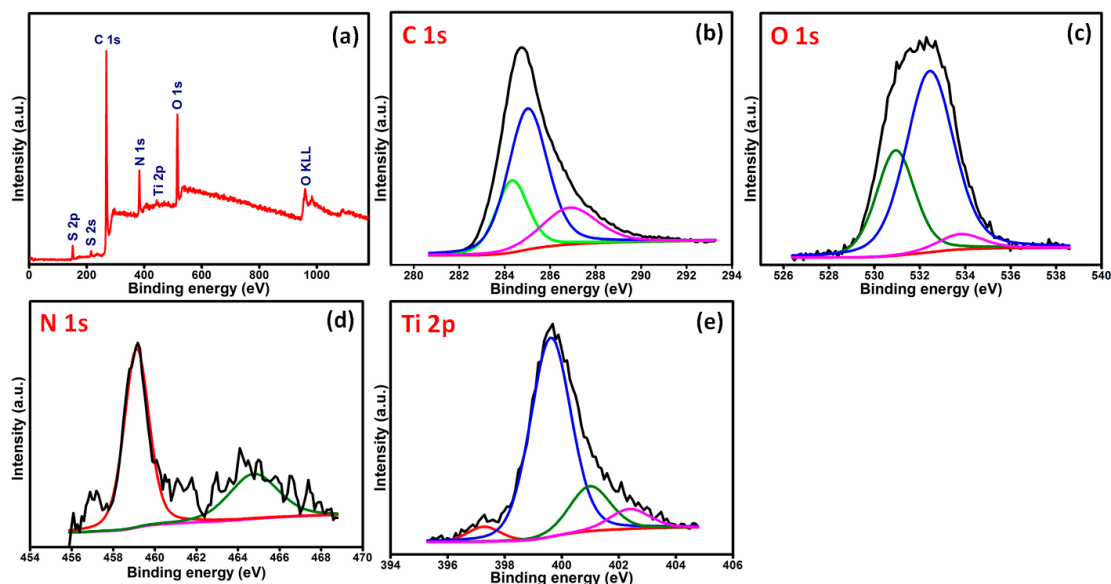 (a)
C 1s
O 1s
N 1s
Ti 2p
S 2p
S 2s
O KLL
Intensity (a.u.)
0 200 400 600 800 1000
Binding energy (eV)
C 1s
(b)
Intensity (a.u.)
280 282 284 286 288 290 292 294
Binding energy (eV)
O 1s
(c)
Intensity (a.u.)
526 528 530 532 534 536 538 540
Binding energy (eV)
N 1s
(d)
Intensity (a.u.)
454 456 458 460 462 464 466 468 470
Binding energy (eV)
Ti 2p
(e)
Intensity (a.u.)
394 396 398 400 402 404 406
Binding energy (eV)